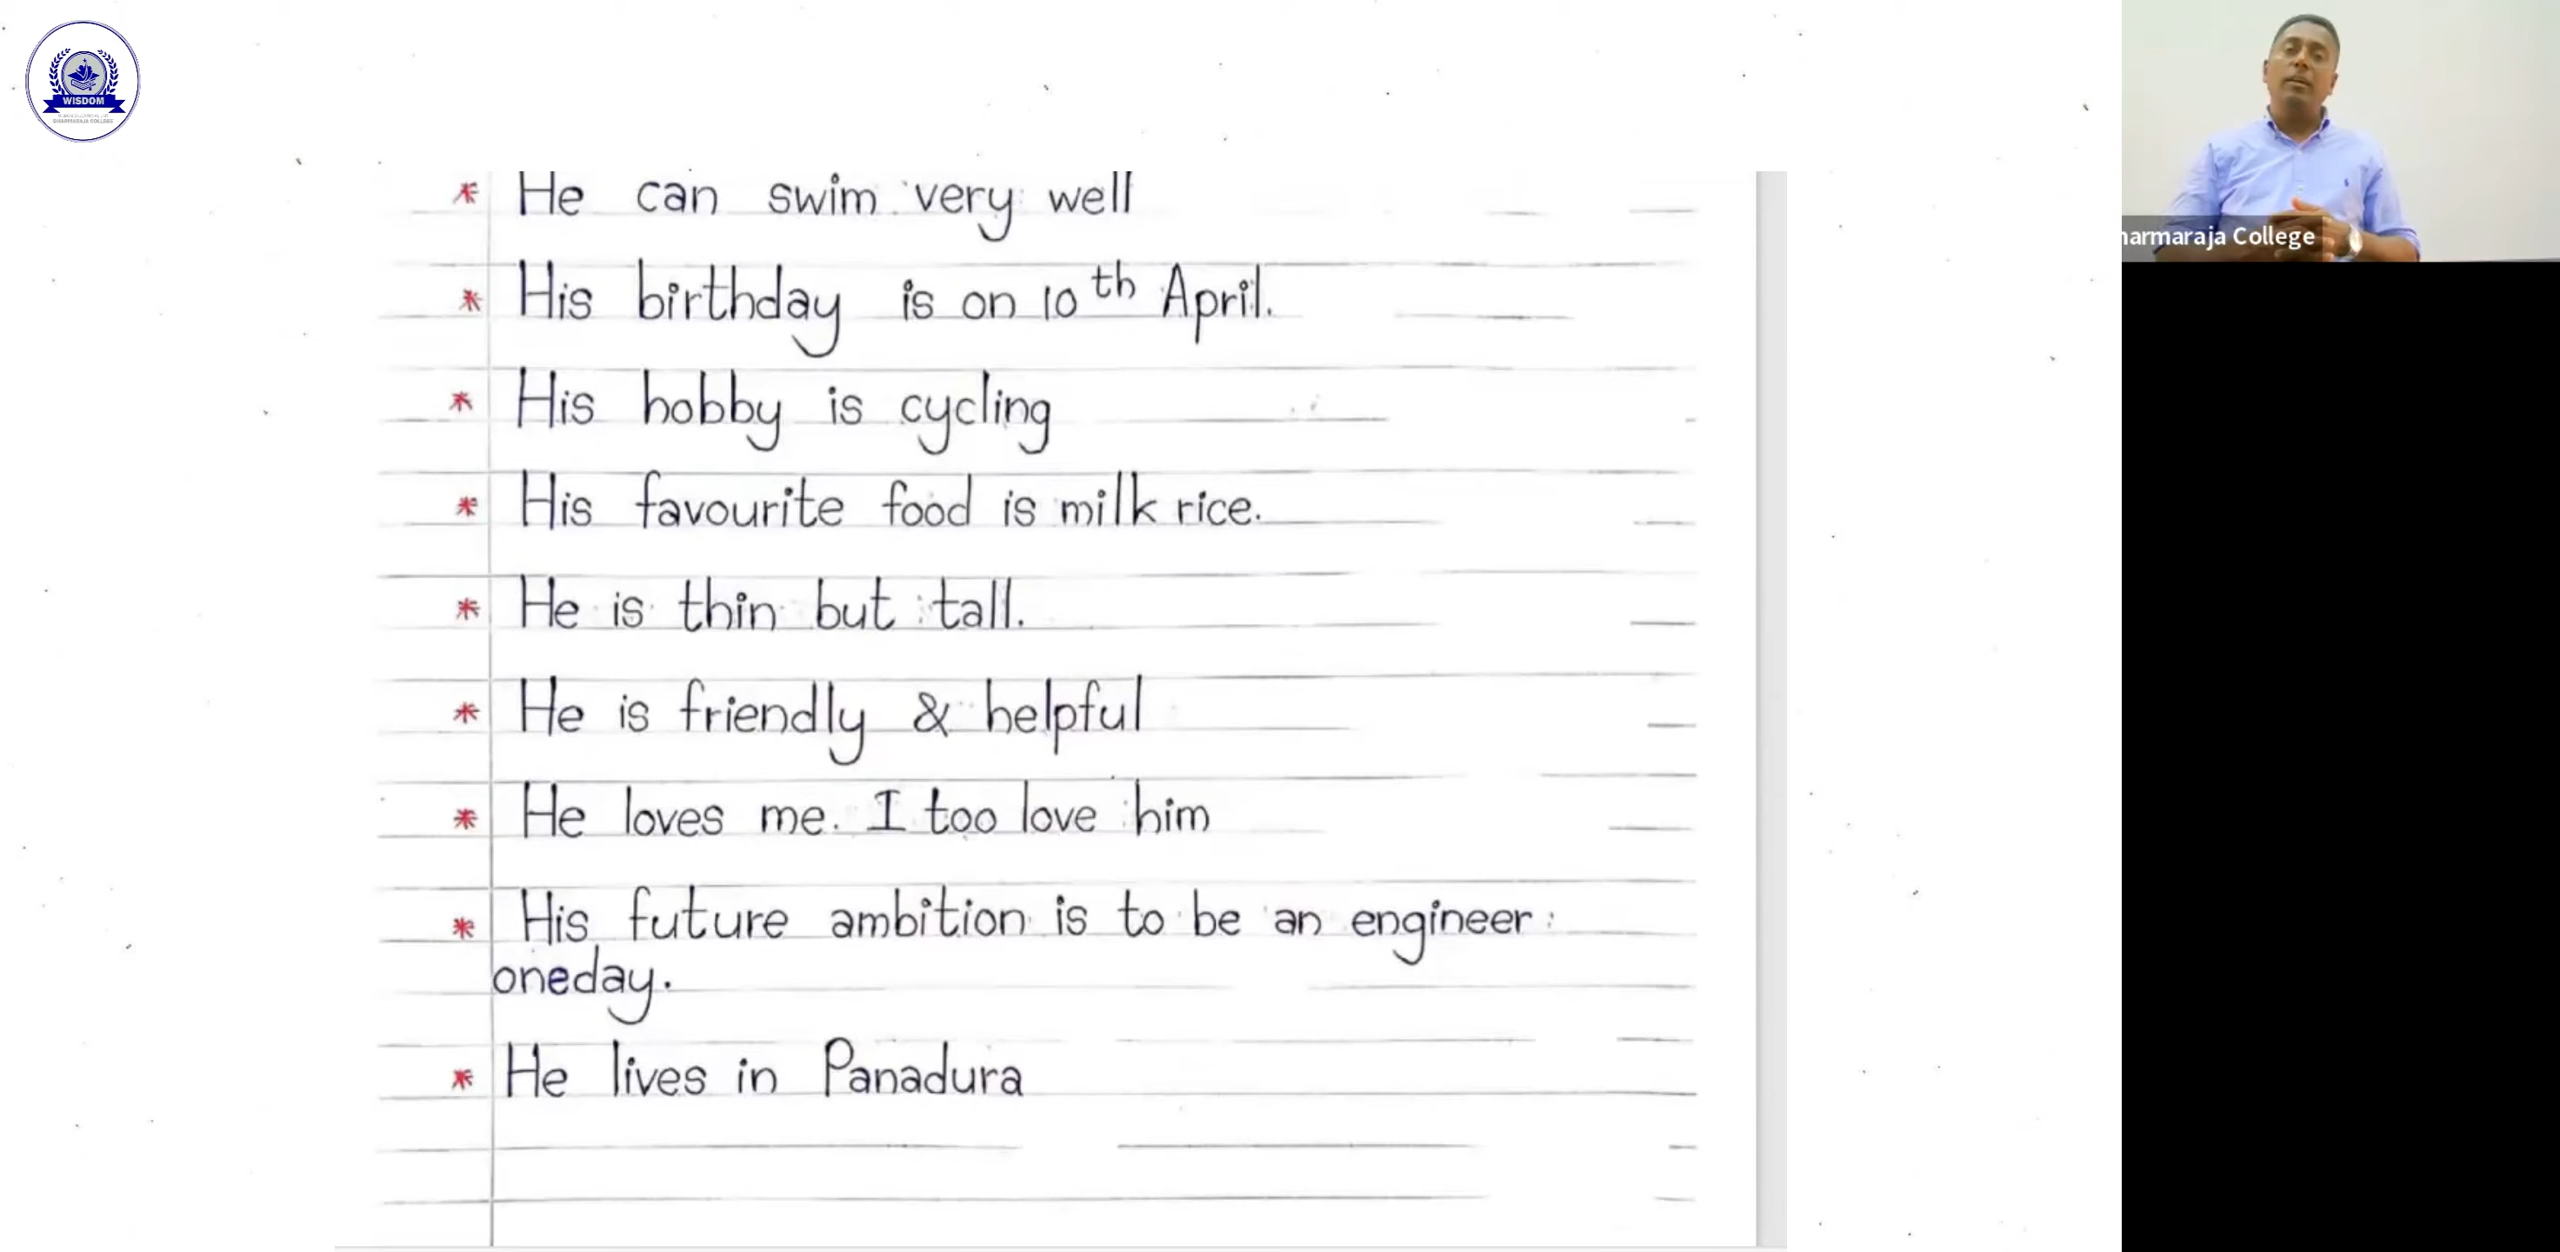 WISDOM
DHARMARAJA COLLEGE
harmaraja College
* He can swim very well
* His birthday is on 10th April.
* His hobby is cycling
* His favourite food is milk rice.
* He is thin but tall.
* He is friendly & helpful
* He loves me. I too love him
* His future ambition is to be an engineer
oneday.
* He lives in Panadura